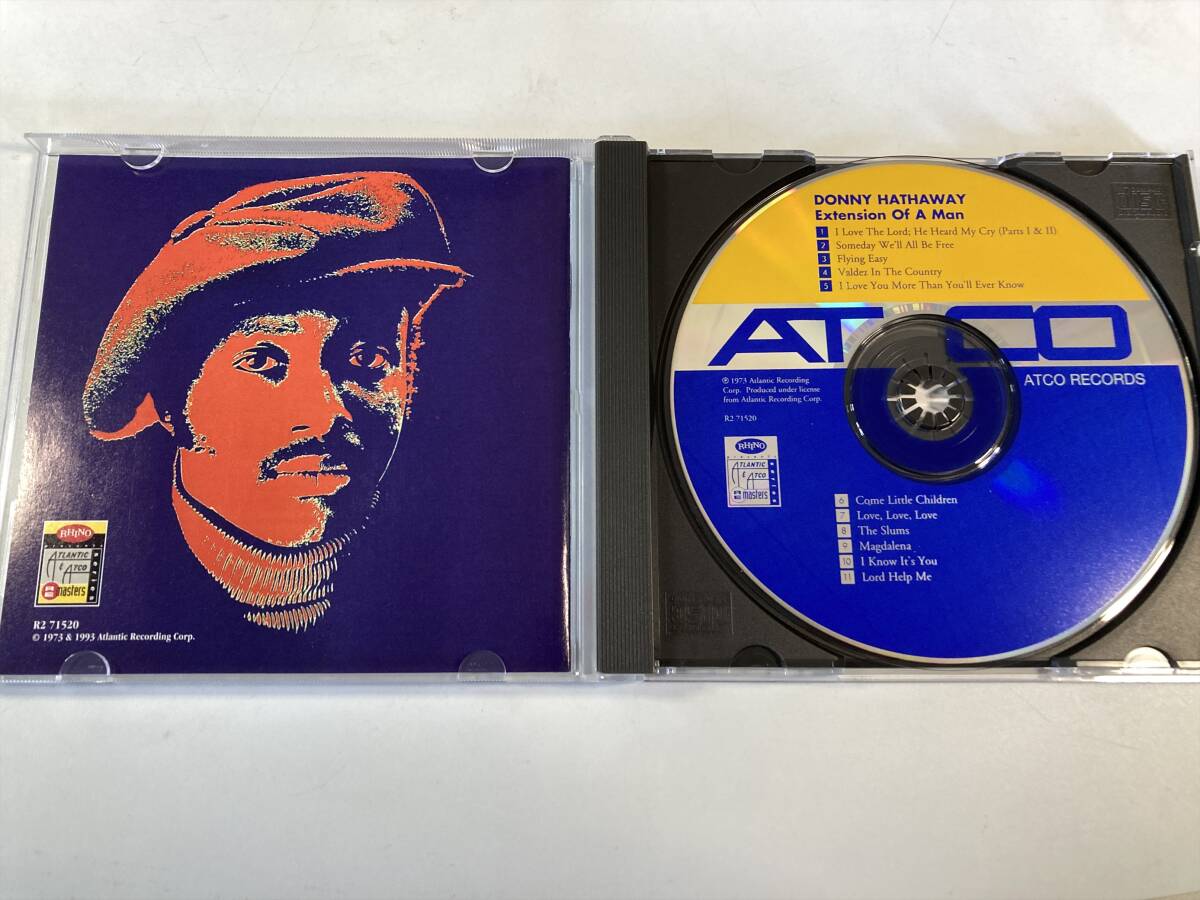 RHINO
PRESENTS
ATLANTIC
& ATCO
masters
R2 71520
© 1973 & 1993 Atlantic Recording Corp.
DONNY HATHAWAY
Extension Of A Man
1 I Love The Lord; He Heard My Cry (Parts I & II)
2 Someday We'll All Be Free
3 Flying Easy
4 Valdez In The Country
5 I Love You More Than You'll Ever Know
ATCO
ATCO RECORDS
℗ 1973 Atlantic Recording
Corp. Produced under license
from Atlantic Recording Corp.
R2 71520
RHINO
PRESENTS
ATLANTIC
& ATCO
masters
6 Come Little Children
7 Love, Love, Love
8 The Slums
9 Magdalena
10 I Know It's You
11 Lord Help Me